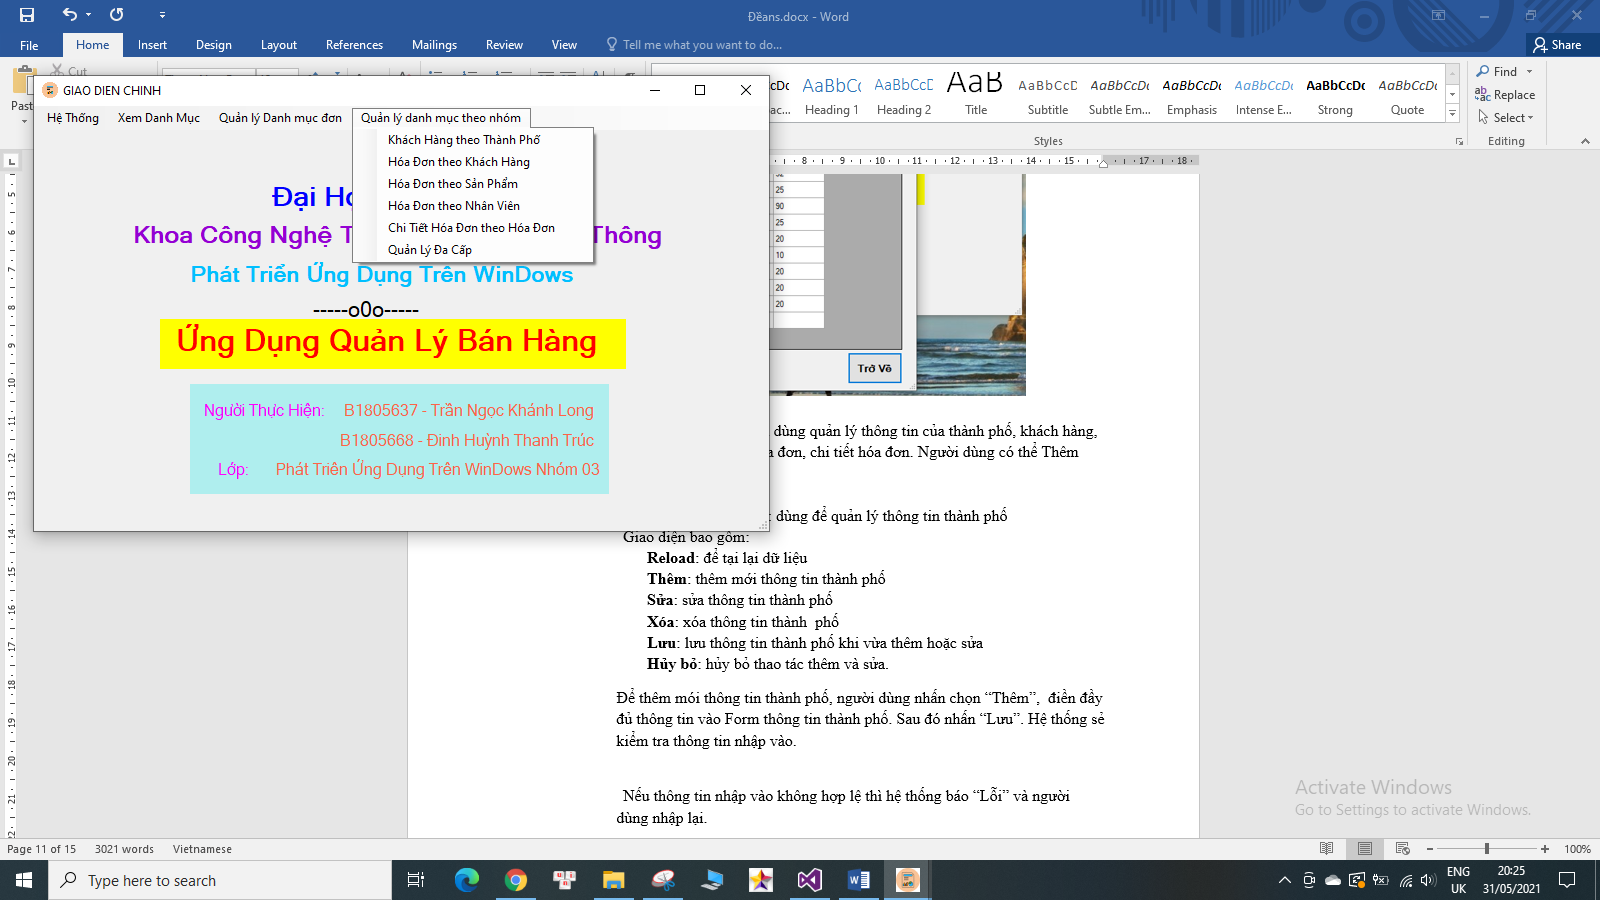 Đềans.docx - Word
File
Home
Insert
Design
Layout
References
Mailings
Review
View
Tell me what you want to do...
Share
Cut
Heading 1
Heading 2
Title
Subtitle
Subtle Em...
Emphasis
Intense E...
Strong
Quote
Styles
Find
Replace
Select
Editing
GIAO DIEN CHINH
Hệ Thống
Xem Danh Mục
Quản lý Danh mục đơn
Quản lý danh mục theo nhóm
Khách Hàng theo Thành Phố
Hóa Đơn theo Khách Hàng
Hóa Đơn theo Sản Phẩm
Hóa Đơn theo Nhân Viên
Chi Tiết Hóa Đơn theo Hóa Đơn
Quản Lý Đa Cấp
Đại Họ
Khoa Công Nghệ T Thông
Phát Triển Ứng Dụng Trên WinDows
-----o0o-----
Ứng Dụng Quản Lý Bán Hàng
Người Thực Hiện: B1805637 - Trần Ngọc Khánh Long
B1805668 - Đinh Huỳnh Thanh Trúc
Lớp: Phát Triển Ứng Dụng Trên WinDows Nhóm 03
25
90
25
20
10
20
20
20
Trở Về
dùng quản lý thông tin của thành phố, khách hàng,
đơn, chi tiết hóa đơn. Người dùng có thể Thêm
: dùng để quản lý thông tin thành phố
Giao diện bao gồm:
Reload: để tại lại dữ liệu
Thêm: thêm mới thông tin thành phố
Sửa: sửa thông tin thành phố
Xóa: xóa thông tin thành phố
Lưu: lưu thông tin thành phố khi vừa thêm hoặc sửa
Hủy bỏ: hủy bỏ thao tác thêm và sửa.
Để thêm mói thông tin thành phố, người dùng nhấn chọn “Thêm”, điền đầy
đủ thông tin vào Form thông tin thành phố. Sau đó nhấn “Lưu”. Hệ thống sẻ
kiểm tra thông tin nhập vào.
Nếu thông tin nhập vào không hợp lệ thì hệ thống báo “Lỗi” và người
dùng nhập lại.
Activate Windows
Go to Settings to activate Windows.
Page 11 of 15
3021 words
Vietnamese
100%
Type here to search
ENG
UK
20:25
31/05/2021